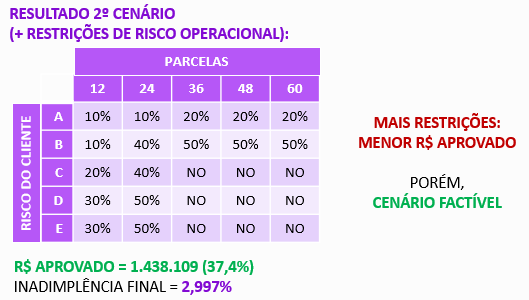 RESULTADO 2º CENÁRIO
(+ RESTRIÇÕES DE RISCO OPERACIONAL):
PARCELAS
12 24 36 48 60
RISCO DO CLIENTE
A 10% 10% 20% 20% 20%
B 10% 40% 50% 50% 50%
C 20% 40% NO NO NO
D 30% 50% NO NO NO
E 30% 50% NO NO NO
MAIS RESTRIÇÕES:
MENOR R$ APROVADO
PORÉM,
CENÁRIO FACTÍVEL
R$ APROVADO = 1.438.109 (37,4%)
INADIMPLÊNCIA FINAL = 2,997%